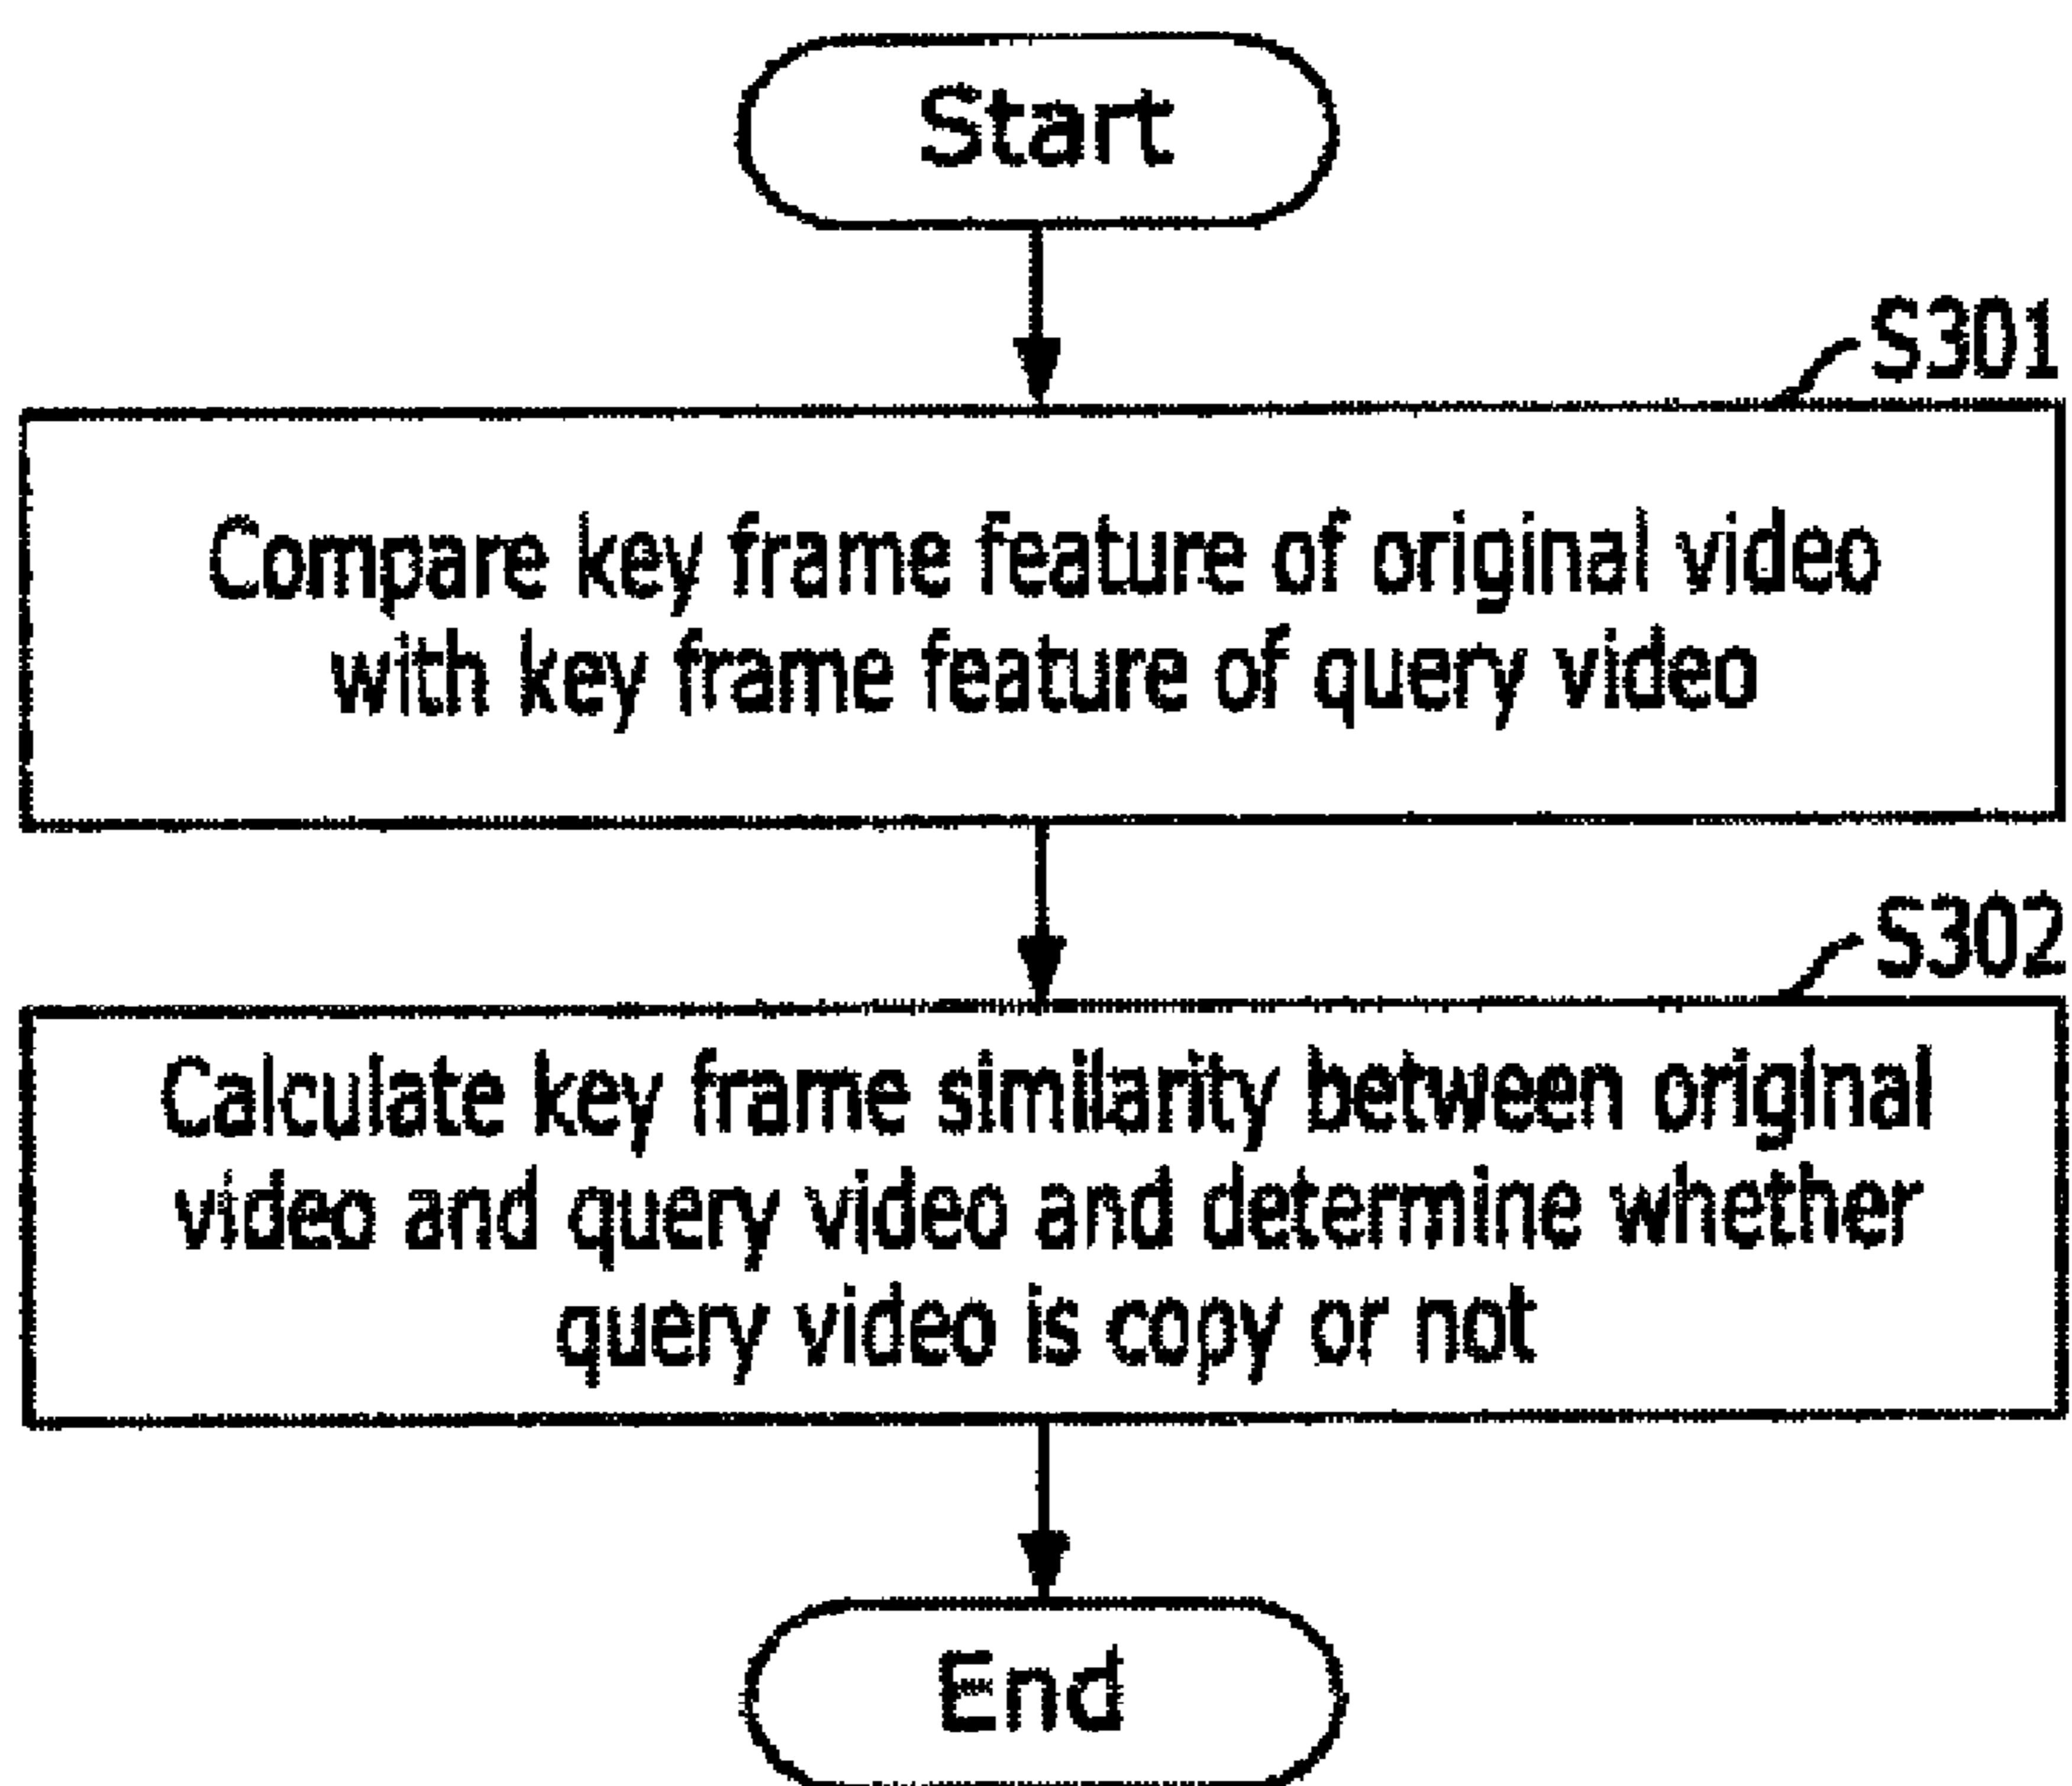 Start
S301
Compare key frame feature of original video
with key frame feature of query video
S302
Calculate key frame similarity between original
video and query video and determine whether
query video is copy or not
End